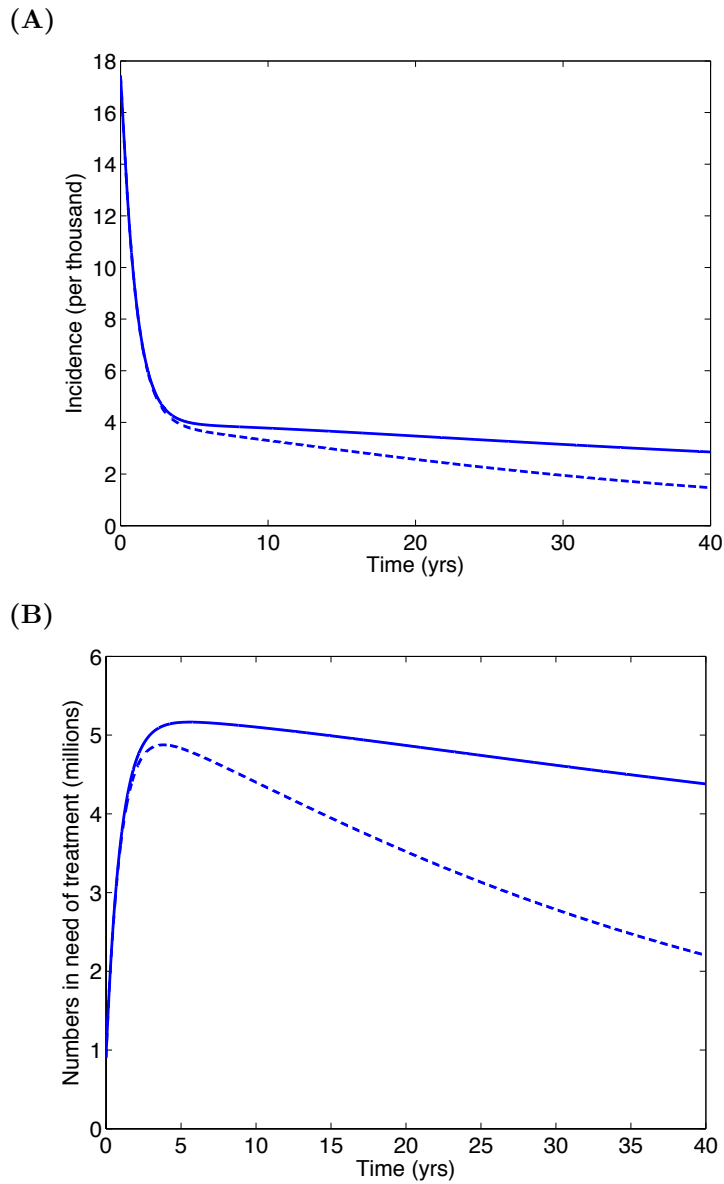 (A)
18
16
14
12
10
8
6
4
2
0
Incidence (per thousand)
0 10 20 30 40
Time (yrs)
(B)
6
5
4
3
2
1
0
Numbers in need of treatment (millions)
0 5 10 15 20 25 30 35 40
Time (yrs)